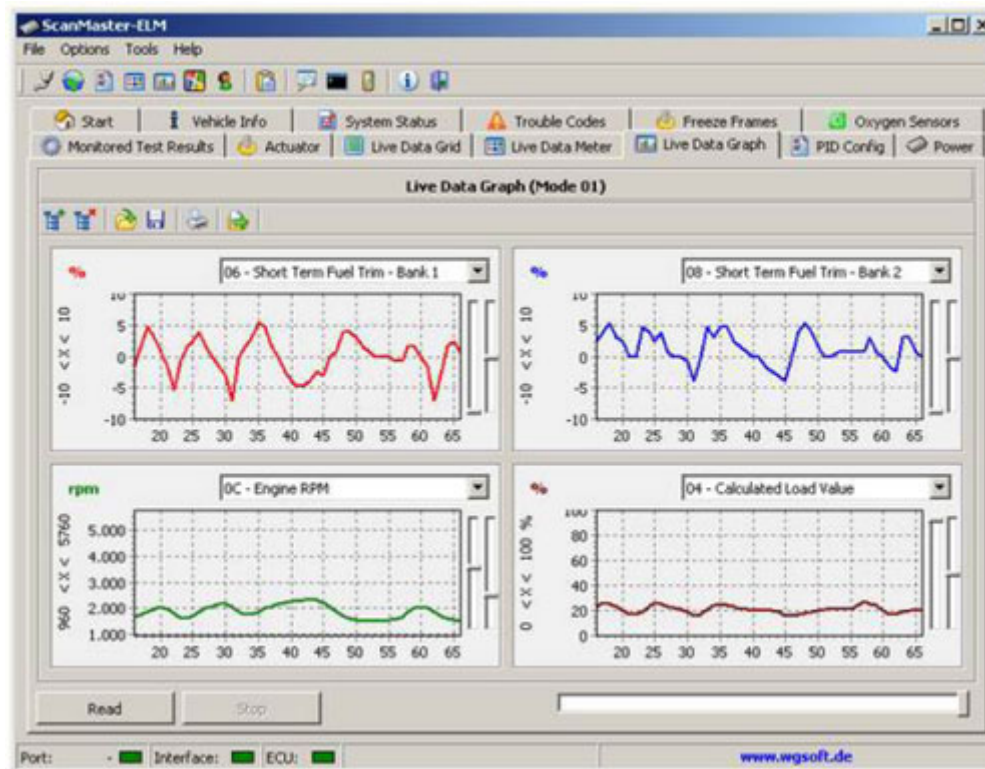 ScanMaster-ELM
File Options Tools Help
Start Vehicle Info System Status Trouble Codes Freeze Frames Oxygen Sensors
Monitored Test Results Actuator Live Data Grid Live Data Meter Live Data Graph PID Config Power
Live Data Graph (Mode 01)
% 06 - Short Term Fuel Trim - Bank 1
-10 < X < 10
10
5
0
-5
-10
20 25 30 35 40 45 50 55 60 65
% 08 - Short Term Fuel Trim - Bank 2
-10 < X < 10
10
5
0
-5
-10
20 25 30 35 40 45 50 55 60 65
rpm 0C - Engine RPM
960 < X < 5760
5.000
4.000
3.000
2.000
1.000
20 25 30 35 40 45 50 55 60 65
% 04 - Calculated Load Value
0 < X < 100 %
100
80
60
40
20
0
20 25 30 35 40 45 50 55 60 65
Read Stop
Port: - Interface: ECU: www.wgsoft.de